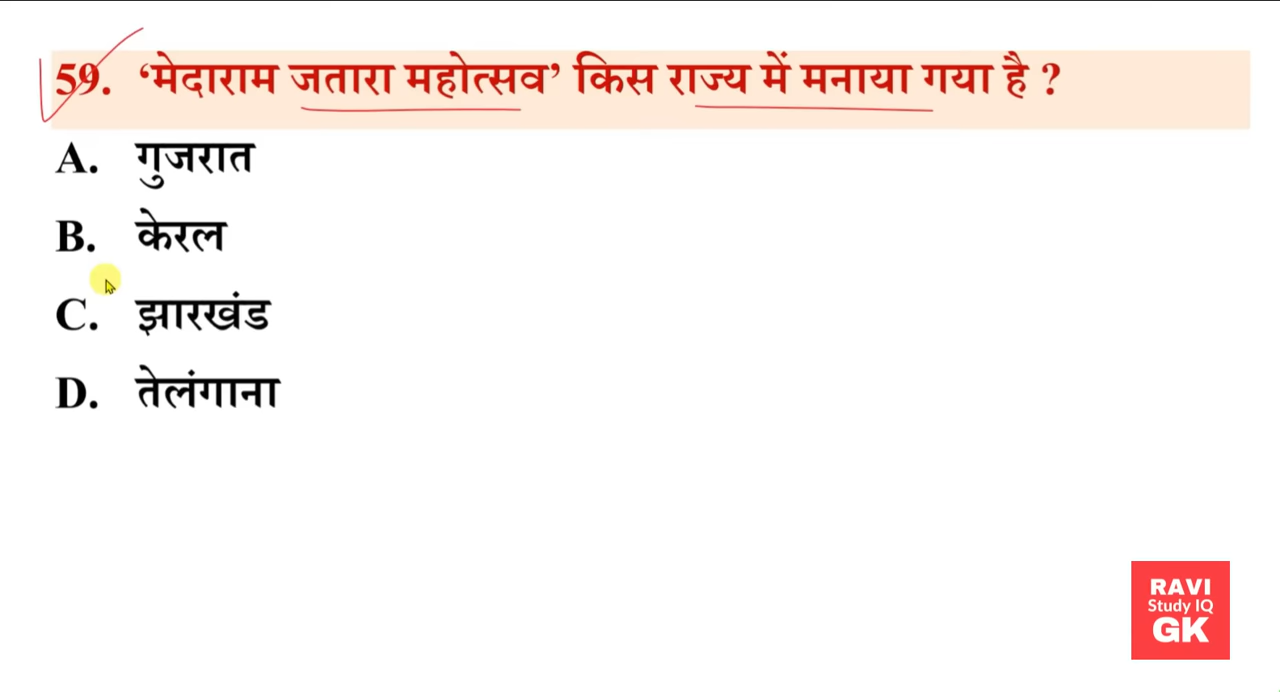 59. ‘मेदाराम जतारा महोत्सव’ किस राज्य में मनाया गया है ?
A. गुजरात
B. केरल
C. झारखंड
D. तेलंगाना
RAVI
Study IQ
GK